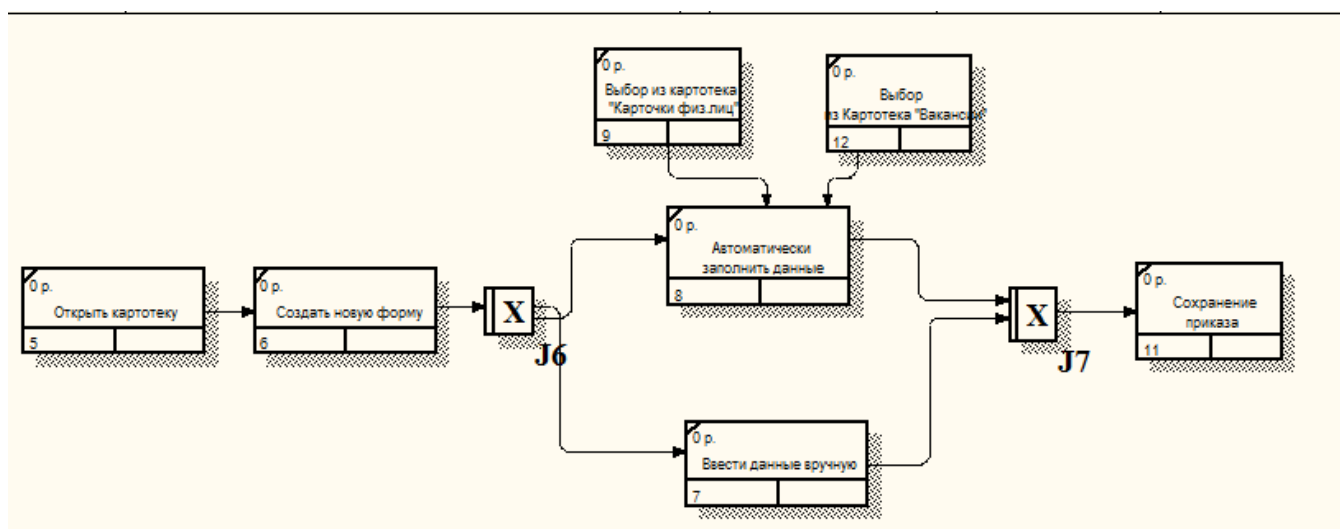 0 р.
Выбор из картотека
"Карточки физ.лиц"
9
0 р.
Выбор
из Картотека "Вакансии"
12
0 р.
Открыть картотеку
5
0 р.
Создать новую форму
6
X
J6
0 р.
Автоматически
заполнить данные
8
0 р.
Ввести данные вручную
7
X
J7
0 р.
Сохранение
приказа
11